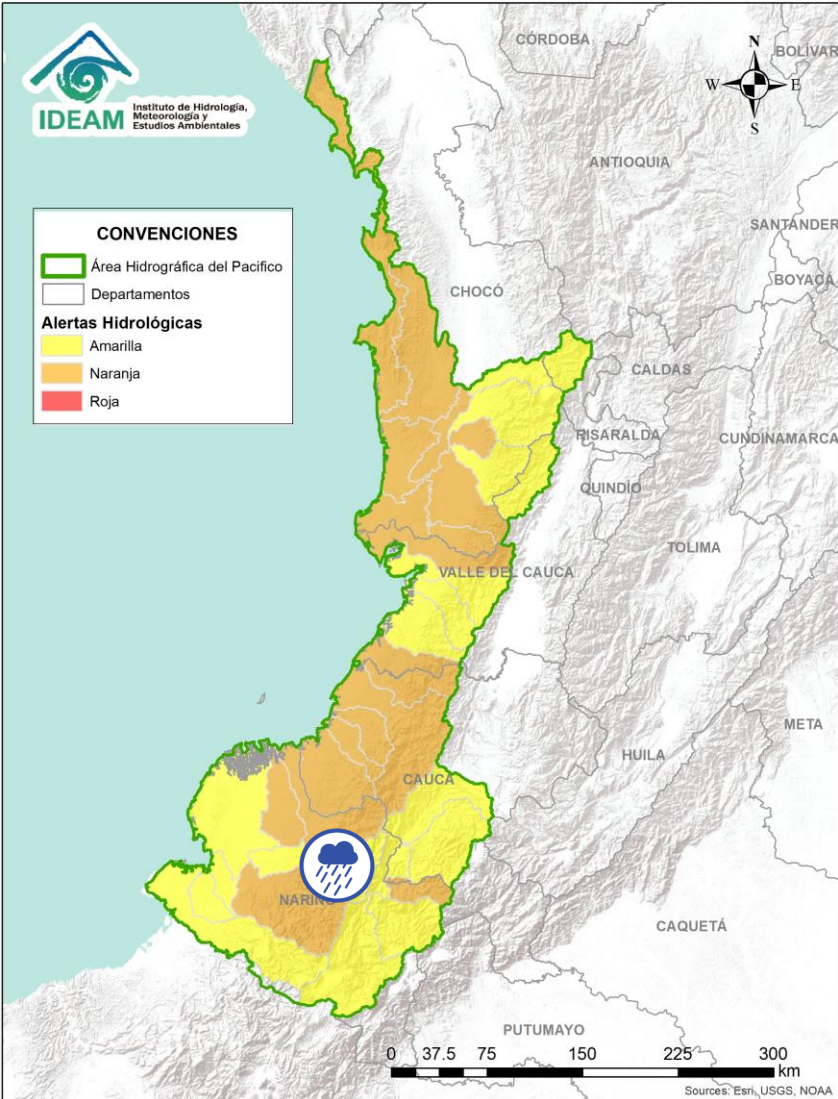 IDEAM
Instituto de Hidrología,
Meteorología y
Estudios Ambientales
N
W
E
S
CÓRDOBA
BOLÍVAR
ANTIOQUIA
SANTANDER
BOYACÁ
CHOCÓ
CONVENCIONES
Área Hidrográfica del Pacifico
Departamentos
Alertas Hidrológicas
Amarilla
Naranja
Roja
CALDAS
RISARALDA
CUNDINAMARCA
QUINDÍO
TOLIMA
VALLE DEL CAUCA
META
HUILA
CAUCA
NARIÑO
CAQUETÁ
PUTUMAYO
0 37.5 75 150 225 300
km
Sources: Esri, USGS, NOAA